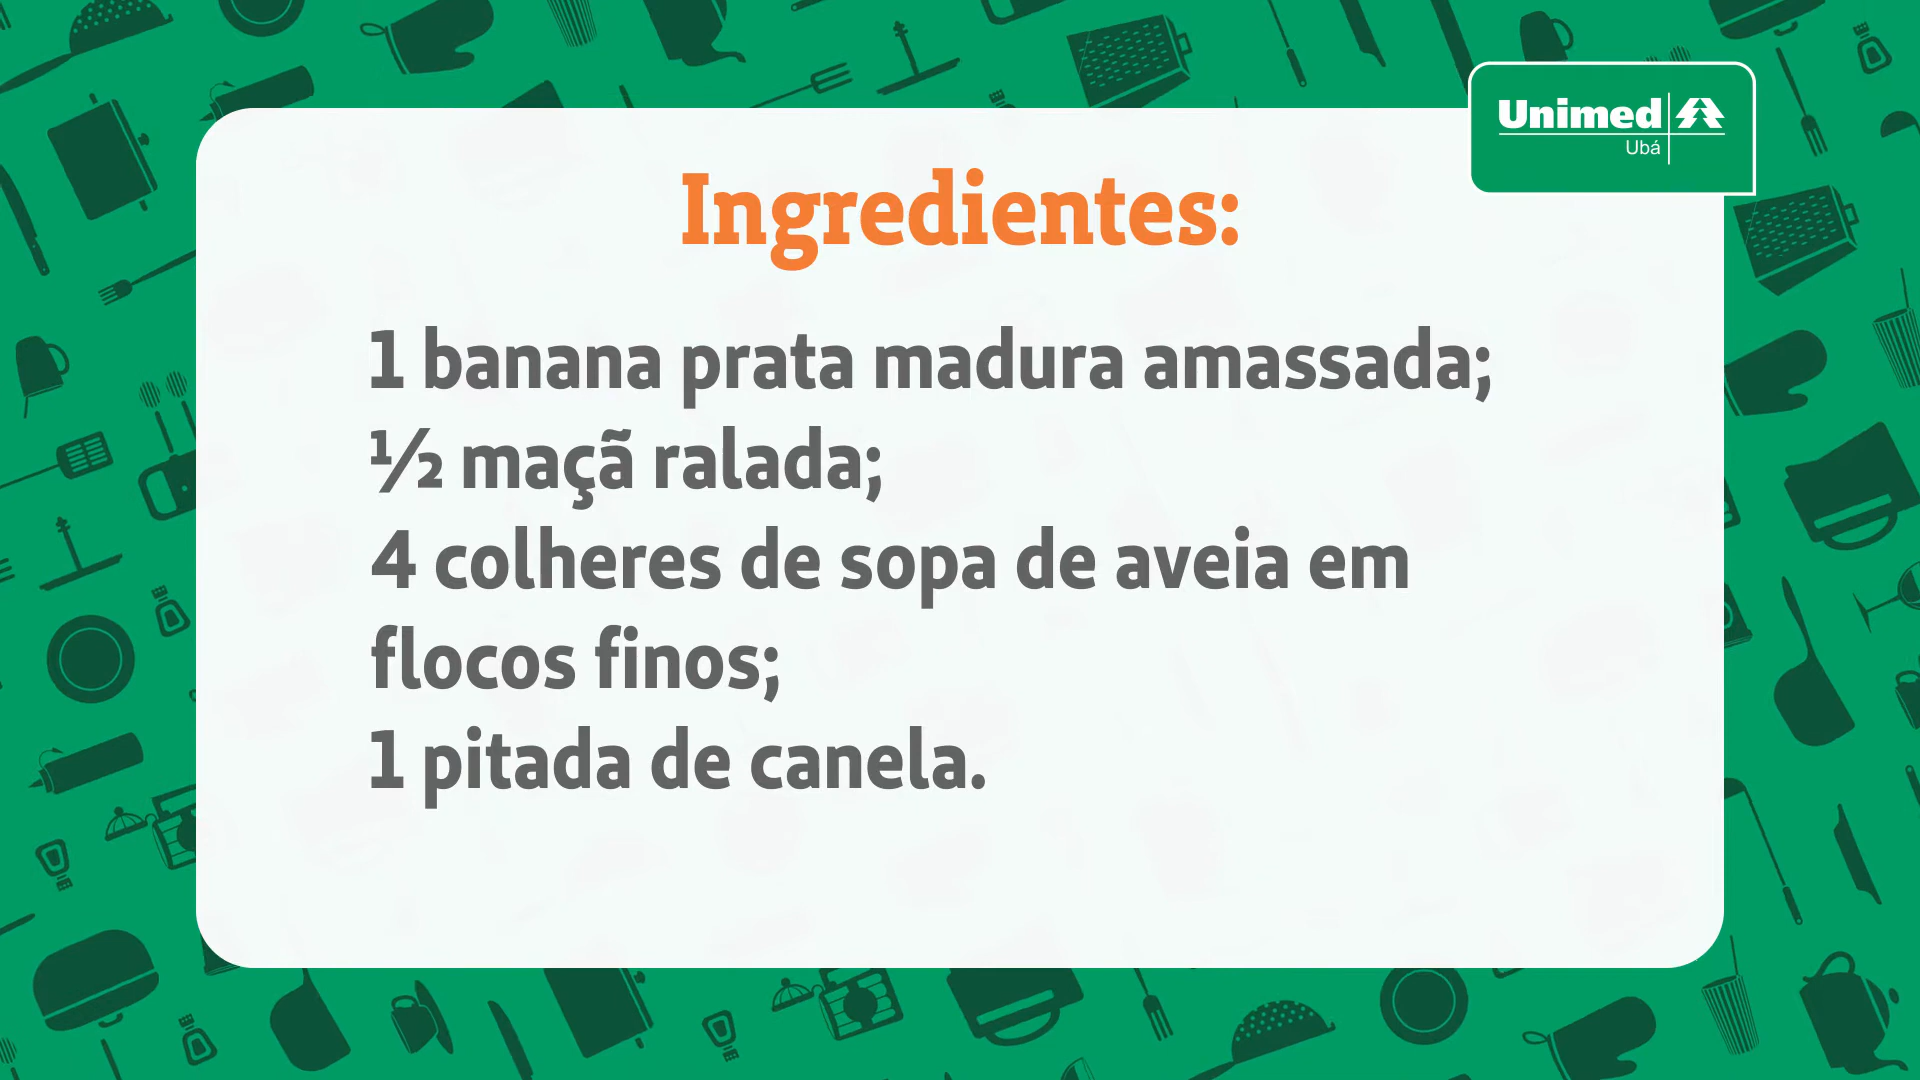 Unimed
Ubá
Ingredientes:
1 banana prata madura amassada;
½ maçã ralada;
4 colheres de sopa de aveia em
flocos finos;
1 pitada de canela.